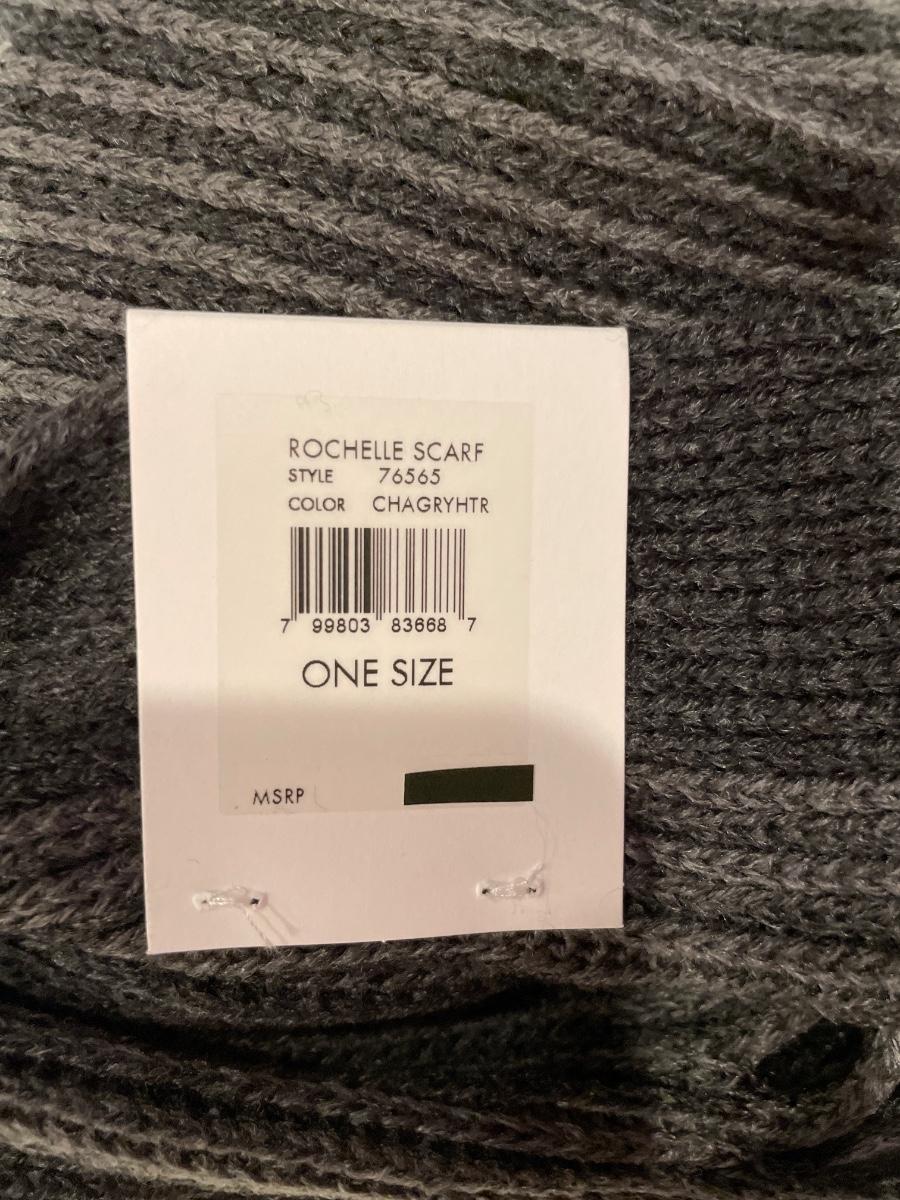 ROCHELLE SCARF
STYLE 76565
COLOR CHAGRYHTR
7 99803 83668 7
ONE SIZE
MSRP